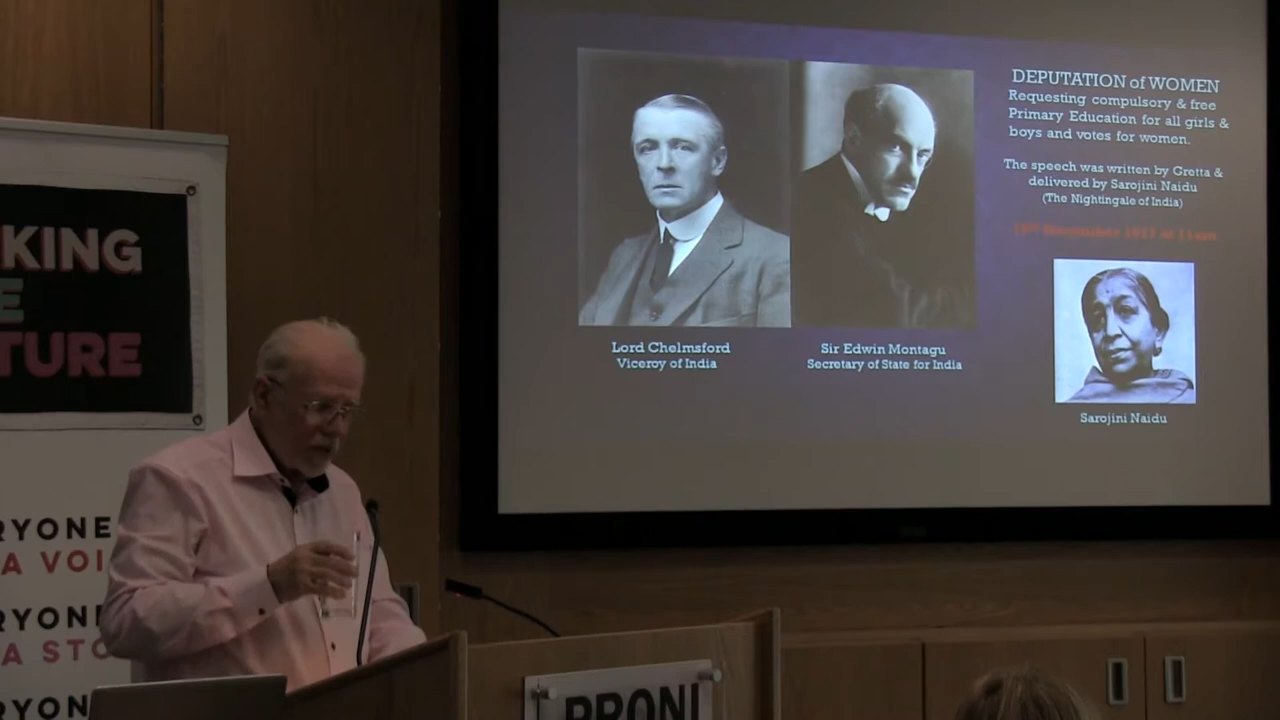 DEPUTATION of WOMEN
Requesting compulsory & free
Primary Education for all girls &
boys and votes for women.
The speech was written by Gretta &
delivered by Sarojini Naidu
(The Nightingale of India)
Lord Chelmsford
Viceroy of India
Sir Edwin Montagu
Secretary of State for India
Sarojini Naidu
KING
E
TURE
RYONE
A VOI
RYON
A STO
RYON
PRONI